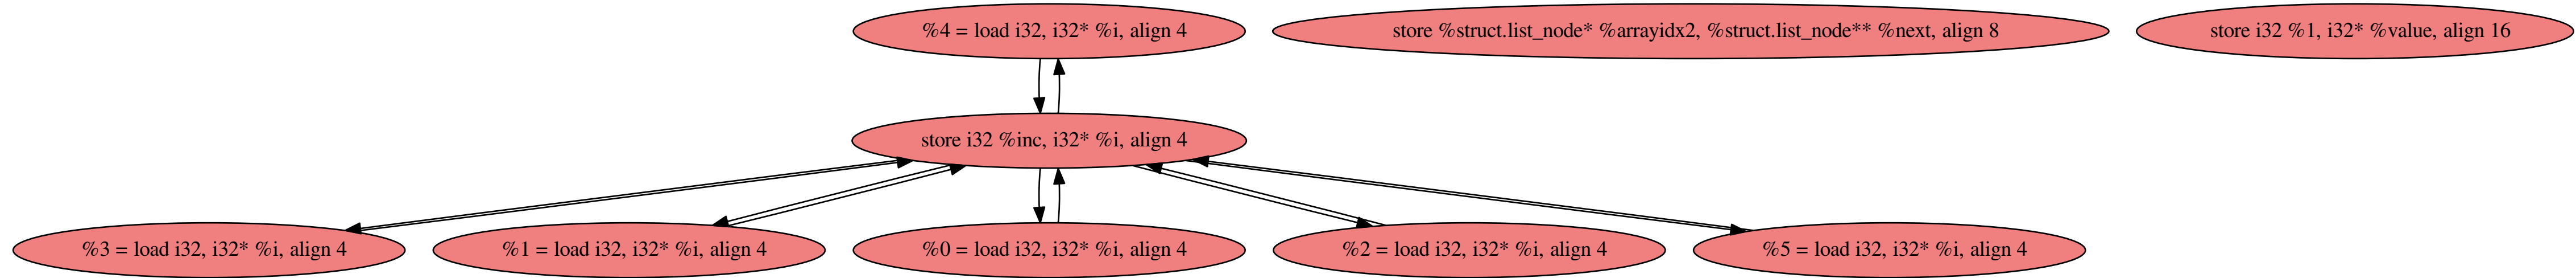 %4 = load i32, i32* %i, align 4
store %struct.list_node* %arrayidx2, %struct.list_node** %next, align 8
store i32 %1, i32* %value, align 16
store i32 %inc, i32* %i, align 4
%3 = load i32, i32* %i, align 4
%1 = load i32, i32* %i, align 4
%0 = load i32, i32* %i, align 4
%2 = load i32, i32* %i, align 4
%5 = load i32, i32* %i, align 4